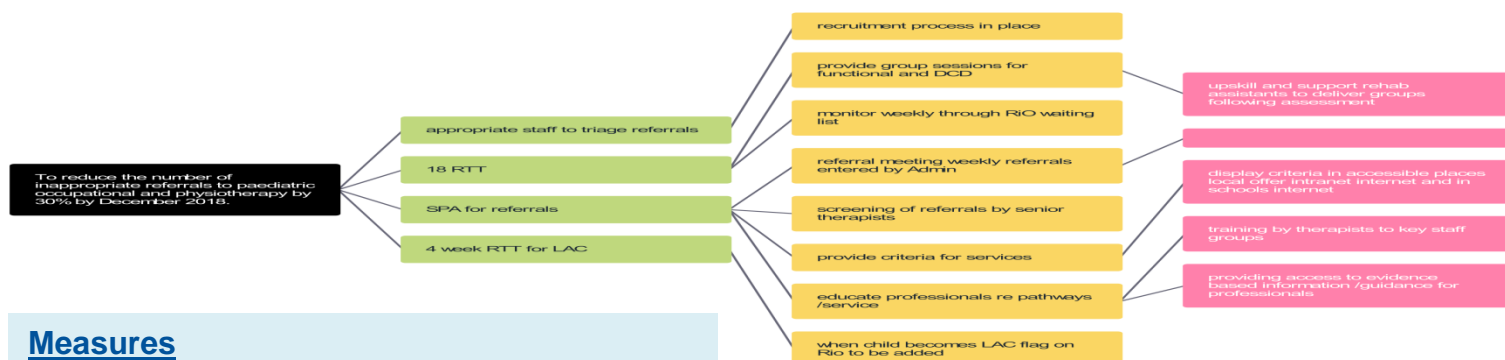 To reduce the number of
inappropriate referrals to paediatric
occupational and physiotherapy by
30% by December 2018.
appropriate staff to triage referrals
18 RTT
SPA for referrals
4 week RTT for LAC
recruitment process in place
provide group sessions for
functional and DCD
monitor weekly through RiO waiting
list
referral meeting weekly referrals
entered by Admin
screening of referrals by senior
therapists
provide criteria for services
educate professionals re pathways
/service
when child becomes LAC flag on
Rio to be added
upskill and support rehab
assistants to deliver groups
following assessment
display criteria in accessible places
local offer intranet internet and in
schools internet
training by therapists to key staff
groups
providing access to evidence
based information /guidance for
professionals
Measures